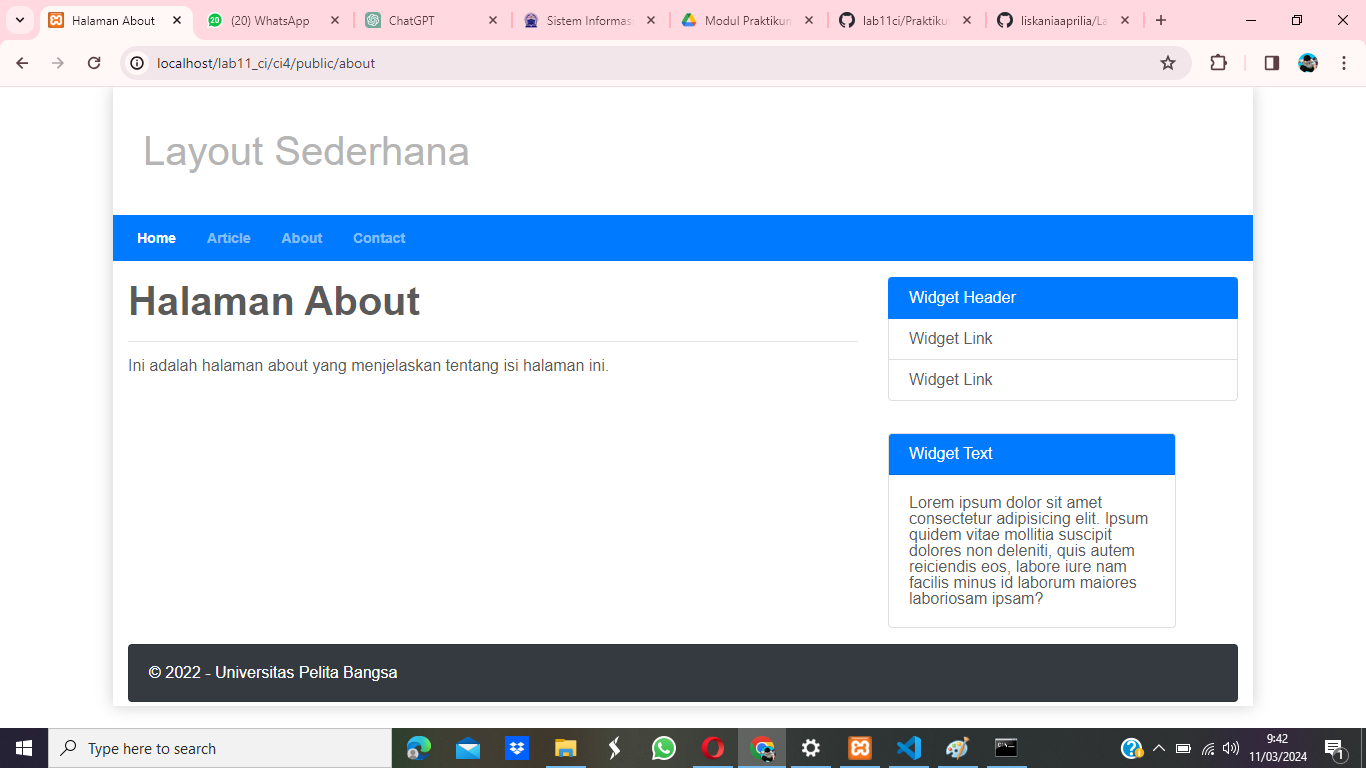 Halaman About
(20) WhatsApp
ChatGPT
Sistem Informas
Modul Praktikum
lab11ci/Praktiku
liskaniaaprilia/La
localhost/lab11_ci/ci4/public/about
Layout Sederhana
Home Article About Contact
Halaman About
Ini adalah halaman about yang menjelaskan tentang isi halaman ini.
Widget Header
Widget Link
Widget Link
Widget Text
Lorem ipsum dolor sit amet
consectetur adipisicing elit. Ipsum
quidem vitae mollitia suscipit
dolores non deleniti, quis autem
reiciendis eos, labore iure nam
facilis minus id laborum maiores
laboriosam ipsam?
© 2022 - Universitas Pelita Bangsa
Type here to search
9:42
11/03/2024
1